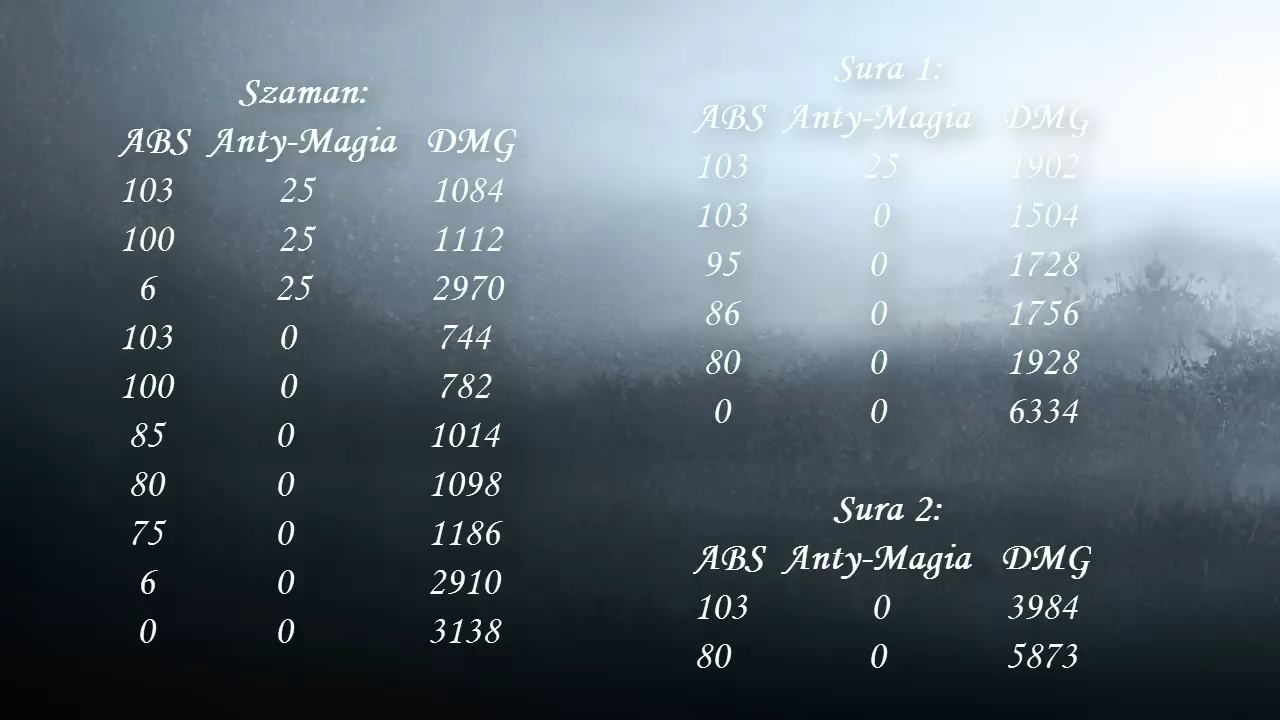 Szaman:
ABS Anty-Magia DMG
103 25 1084
100 25 1112
6 25 2970
103 0 744
100 0 782
85 0 1014
80 0 1098
75 0 1186
6 0 2910
0 0 3138
Sura 1:
ABS Anty-Magia DMG
103 25 1902
103 0 1504
95 0 1728
86 0 1756
80 0 1928
0 0 6334
Sura 2:
ABS Anty-Magia DMG
103 0 3984
80 0 5873